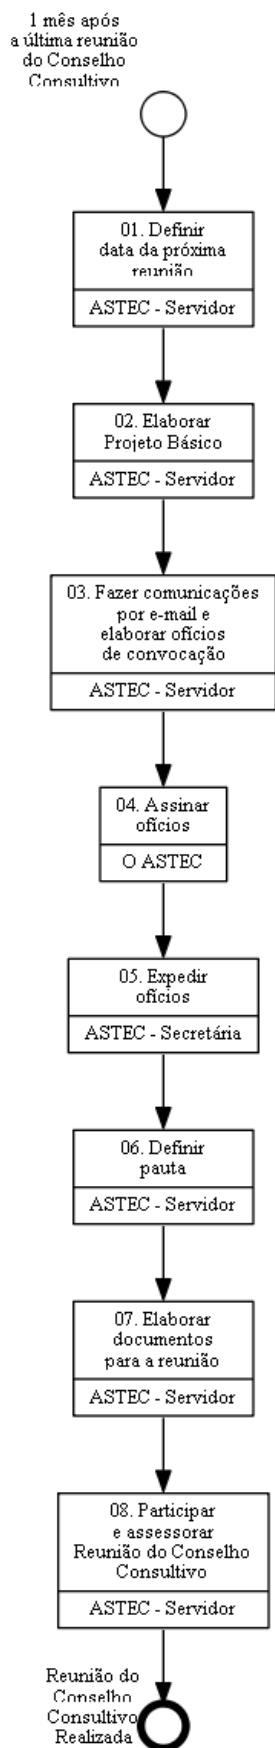 1 mês após
a última reunião
do Conselho
Consultivo
01. Definir
data da próxima
reunião
ASTEC - Servidor
02. Elaborar
Projeto Básico
ASTEC - Servidor
03. Fazer comunicações
por e-mail e
elaborar ofícios
de convocação
ASTEC - Servidor
04. Assinar
ofícios
O ASTEC
05. Expedir
ofícios
ASTEC - Secretária
06. Definir
pauta
ASTEC - Servidor
07. Elaborar
documentos
para a reunião
ASTEC - Servidor
08. Participar
e assessorar
Reunião do Conselho
Consultivo
ASTEC - Servidor
Reunião do
Conselho
Consultivo
Realizada